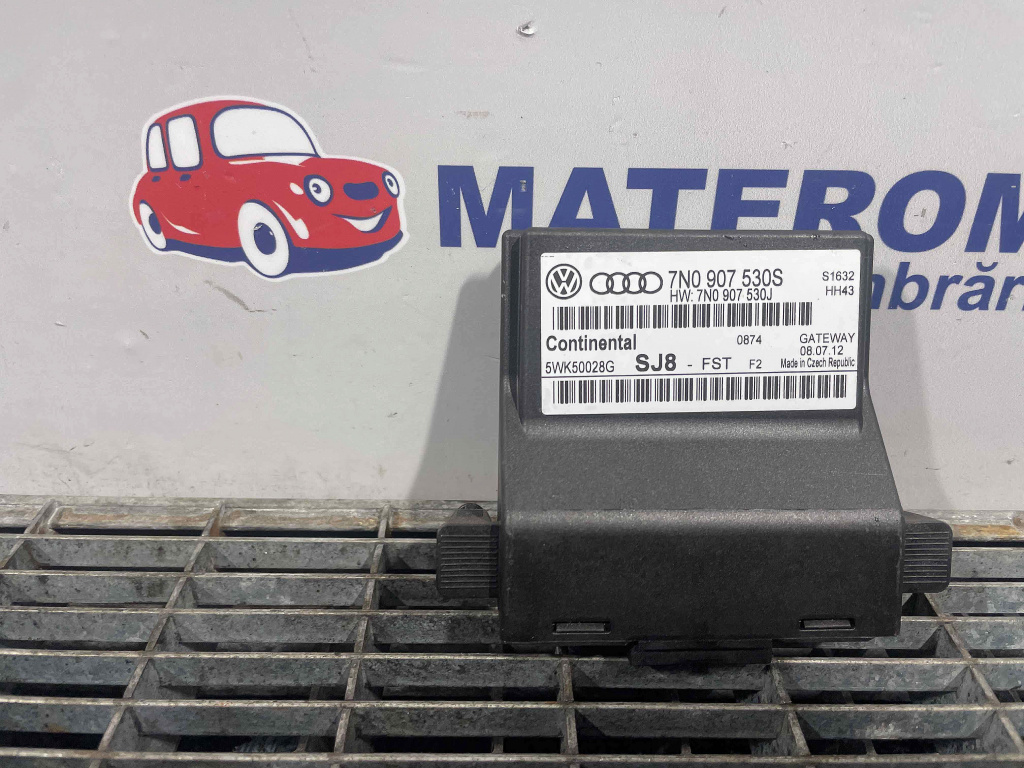 MATEROM
mbrăr
7N0 907 530S
HW: 7N0 907 530J
S1632
HH43
Continental
0874
GATEWAY
08.07.12
5WK50028G SJ8 - FST F2 Made in Czech Republic